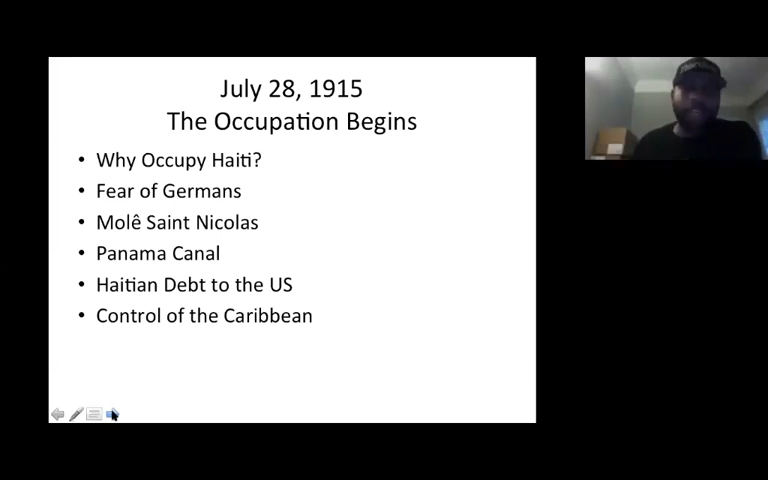 July 28, 1915
The Occupation Begins
• Why Occupy Haiti?
• Fear of Germans
• Molê Saint Nicolas
• Panama Canal
• Haitian Debt to the US
• Control of the Caribbean